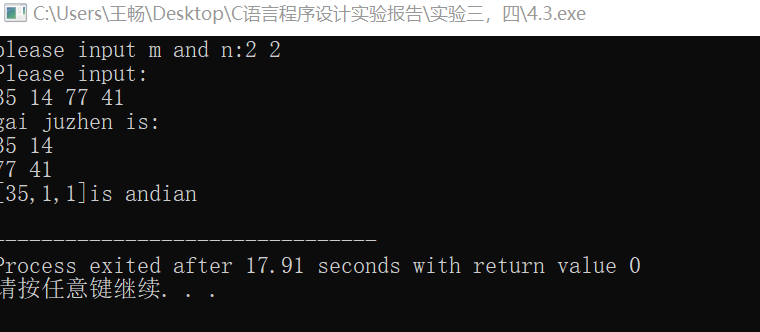 C:\Users\王畅\Desktop\C语言程序设计实验报告\实验三，四\4.3.exe
please input m and n:2 2
Please input:
35 14 77 41
gai juzhen is:
35 14
77 41
[35,1,1]is andian
--------------------------------
Process exited after 17.91 seconds with return value 0
请按任意键继续. . .